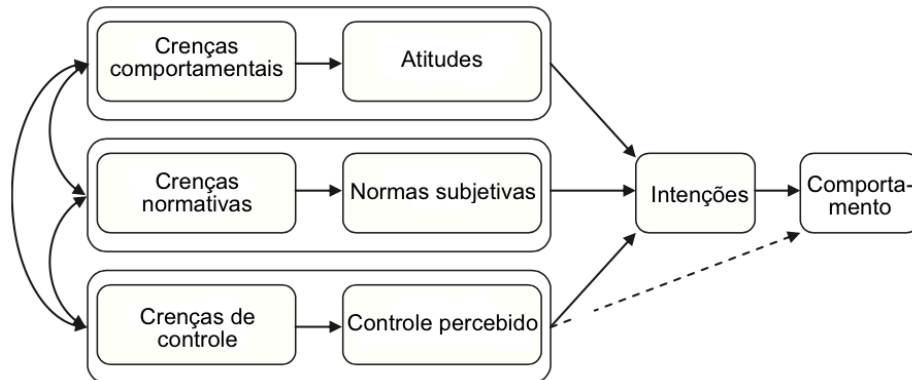 Crenças
comportamentais
Atitudes
Crenças
normativas
Normas subjetivas
Intenções
Comporta-
mento
Crenças de
controle
Controle percebido